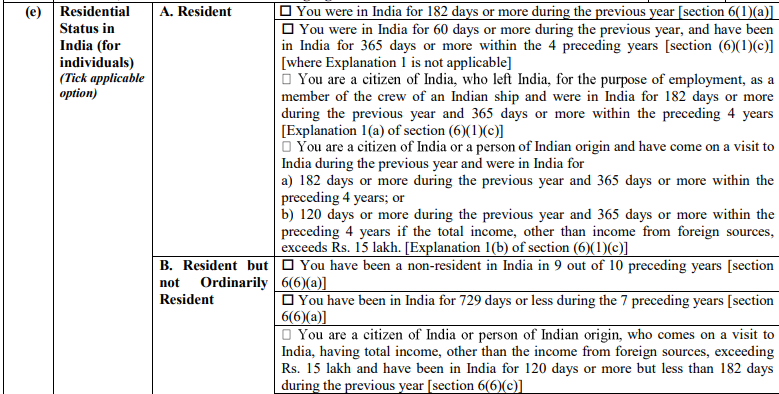 (e) Residential Status in India (for individuals) (Tick applicable option)
A. Resident
☐ You were in India for 182 days or more during the previous year [section 6(1)(a)]
☐ You were in India for 60 days or more during the previous year, and have been
in India for 365 days or more within the 4 preceding years [section (6)(1)(c)]
[where Explanation 1 is not applicable]
☐ You are a citizen of India, who left India, for the purpose of employment, as a
member of the crew of an Indian ship and were in India for 182 days or more
during the previous year and 365 days or more within the preceding 4 years
[Explanation 1(a) of section (6)(1)(c)]
☐ You are a citizen of India or a person of Indian origin and have come on a visit to
India during the previous year and were in India for
a) 182 days or more during the previous year and 365 days or more within the
preceding 4 years; or
b) 120 days or more during the previous year and 365 days or more within the
preceding 4 years if the total income, other than income from foreign sources,
exceeds Rs. 15 lakh. [Explanation 1(b) of section (6)(1)(c)]
B. Resident but
not Ordinarily
Resident
☐ You have been a non-resident in India in 9 out of 10 preceding years [section
6(6)(a)]
☐ You have been in India for 729 days or less during the 7 preceding years [section
6(6)(a)]
☐ You are a citizen of India or person of Indian origin, who comes on a visit to
India, having total income, other than the income from foreign sources, exceeding
Rs. 15 lakh and have been in India for 120 days or more but less than 182 days
during the previous year [section 6(6)(c)]